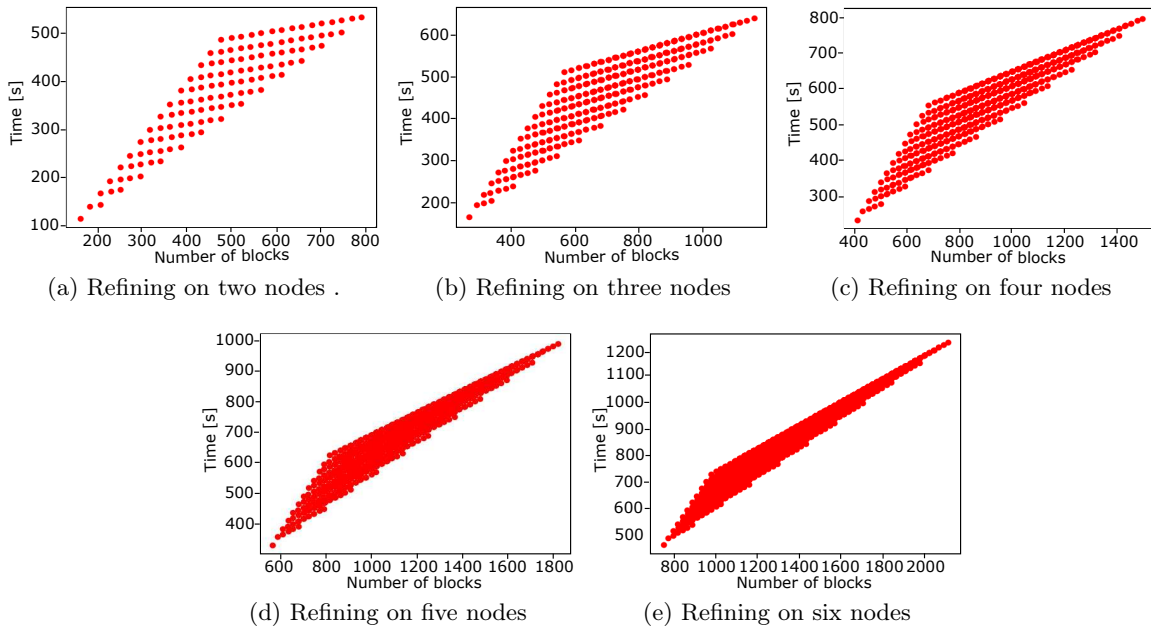 500
400
300
200
100
Time [s]
200 300 400 500 600 700 800
Number of blocks
(a) Refining on two nodes .
600
400
200
Time [s]
400 600 800 1000
Number of blocks
(b) Refining on three nodes
800
700
600
500
400
300
Time [s]
400 600 800 1000 1200 1400
Number of blocks
(c) Refining on four nodes
1000
900
800
700
600
500
400
Time [s]
600 800 1000 1200 1400 1600 1800
Number of blocks
(d) Refining on five nodes
1200
1100
1000
900
800
700
600
500
Time [s]
800 1000 1200 1400 1600 1800 2000
Number of blocks
(e) Refining on six nodes